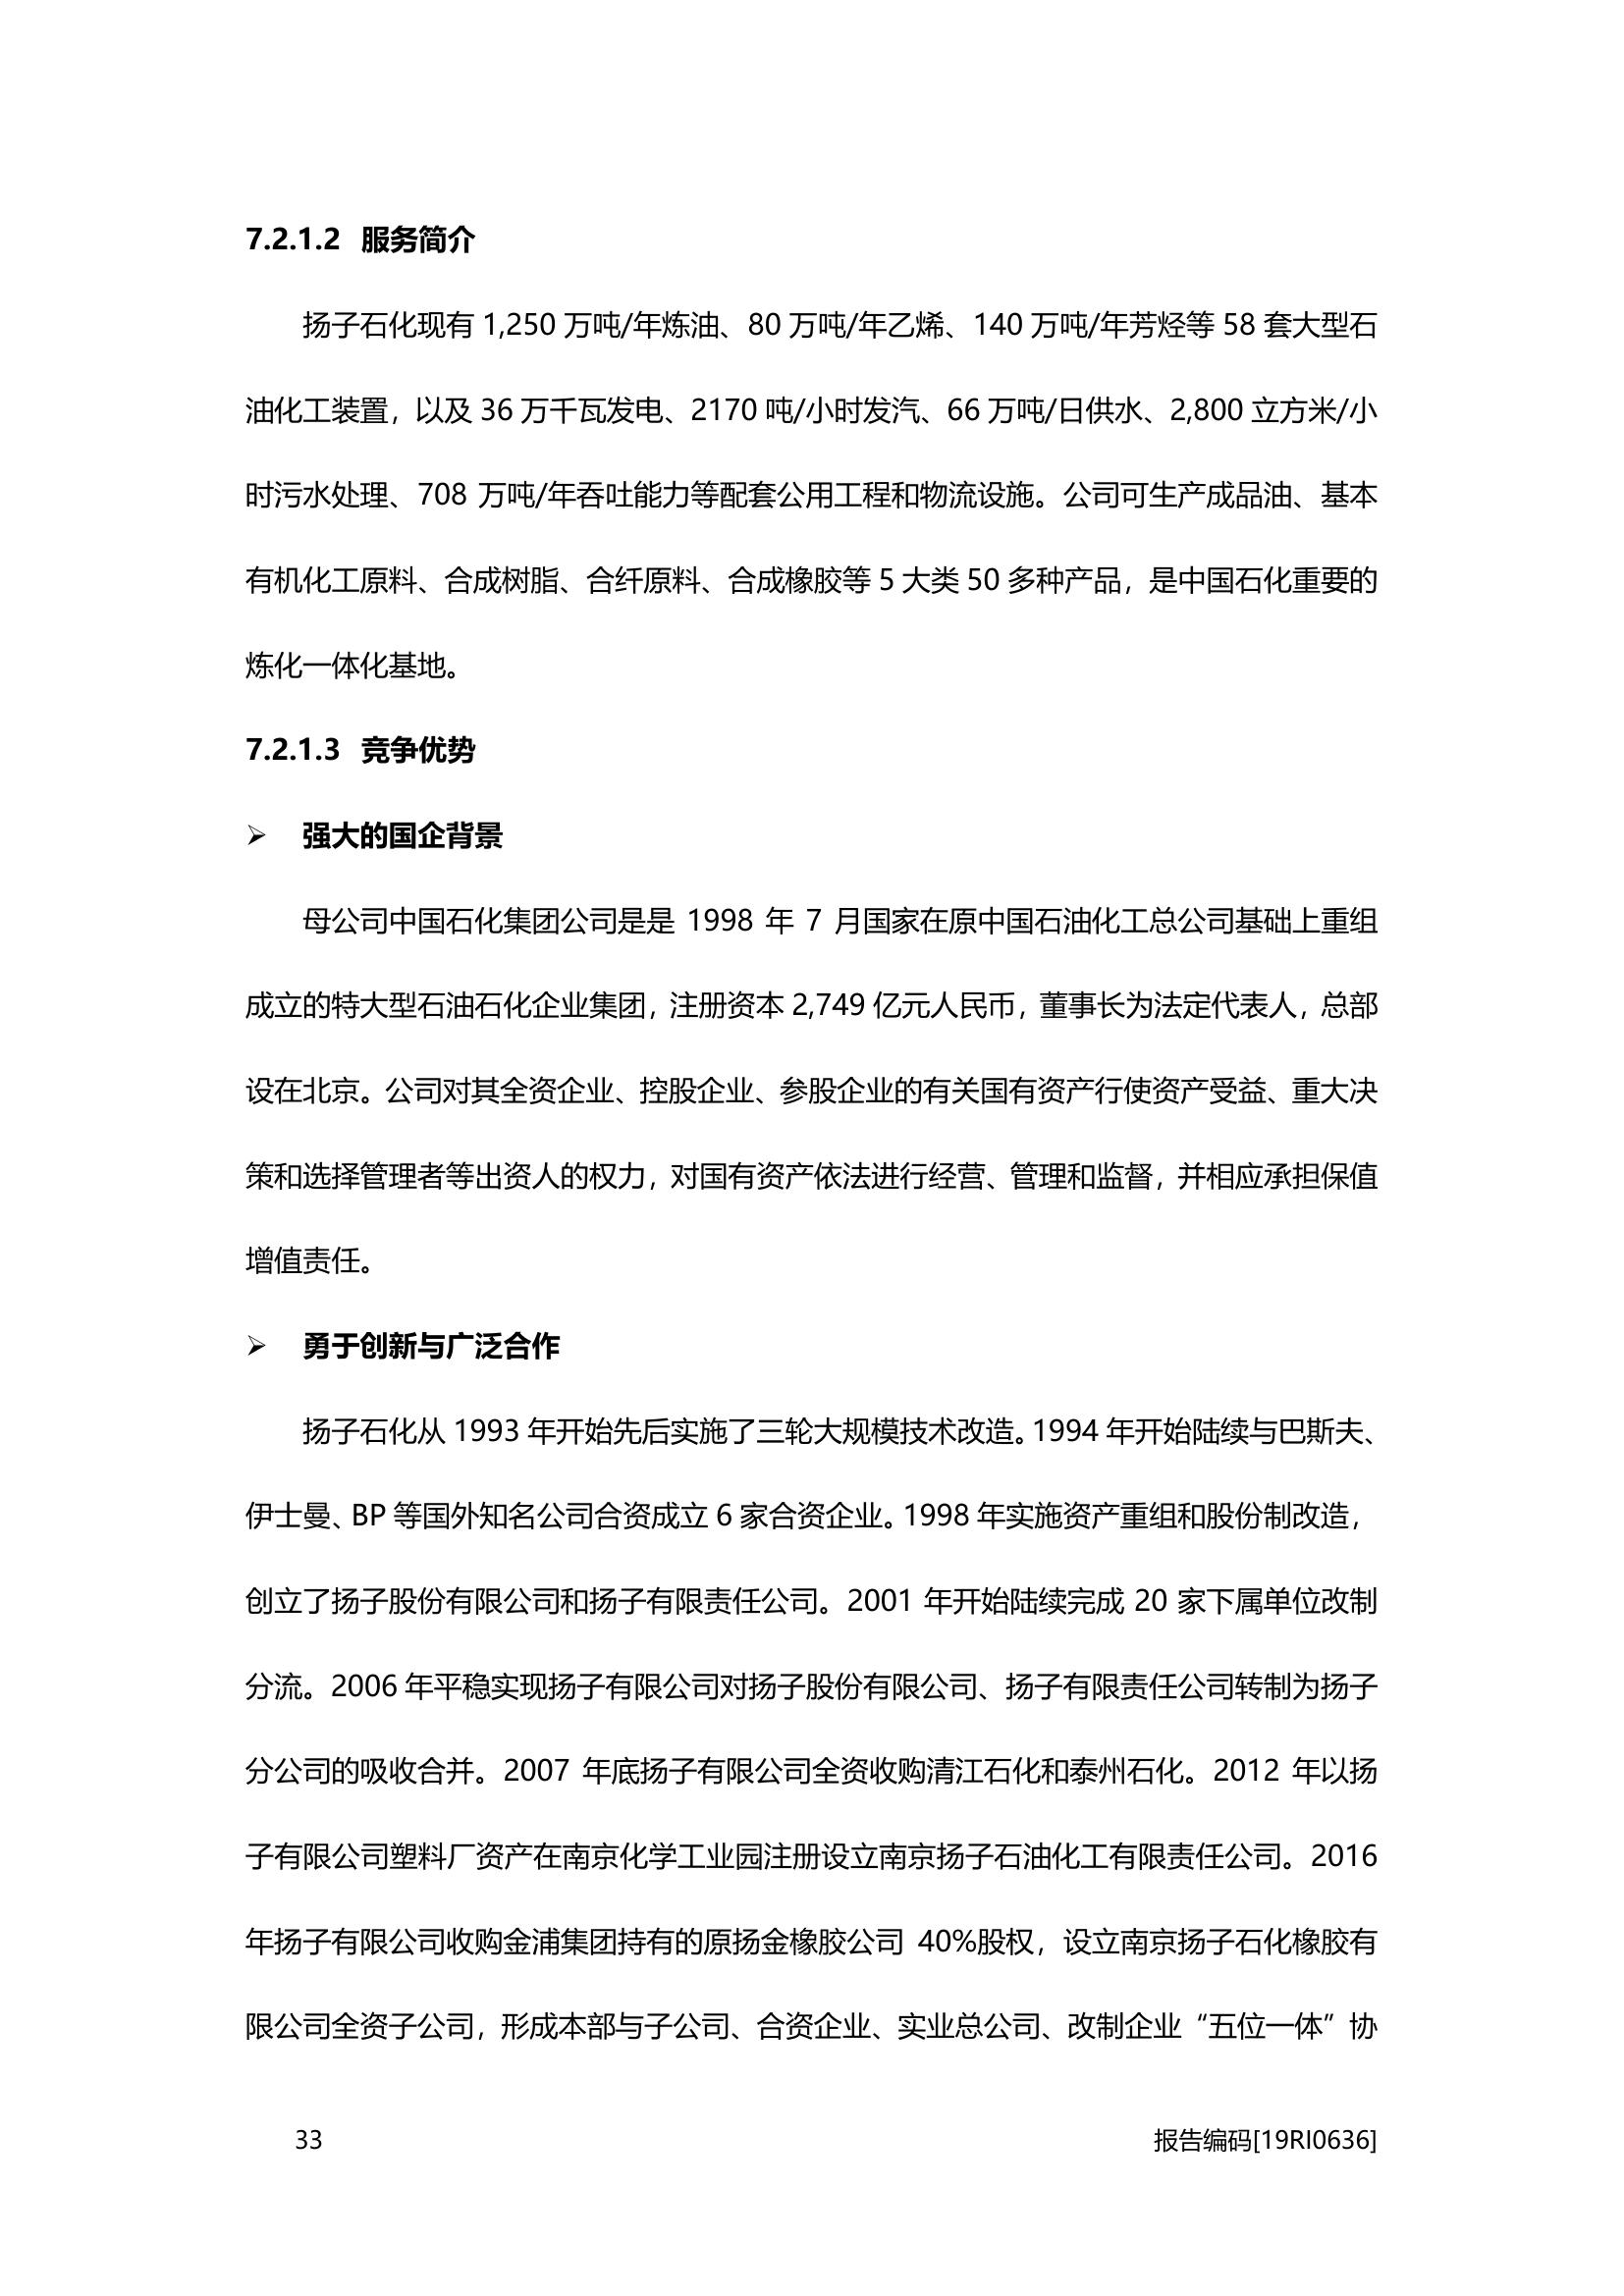 7.2.1.2 服务简介
扬子石化现有 1,250 万吨/年炼油、80 万吨/年乙烯、140 万吨/年芳烃等 58 套大型石
油化工装置，以及 36 万千瓦发电、2170 吨/小时发汽、66 万吨/日供水、2,800 立方米/小
时污水处理、708 万吨/年吞吐能力等配套公用工程和物流设施。公司可生产成品油、基本
有机化工原料、合成树脂、合纤原料、合成橡胶等 5 大类 50 多种产品，是中国石化重要的
炼化一体化基地。
7.2.1.3 竞争优势
➢ 强大的国企背景
母公司中国石化集团公司是是 1998 年 7 月国家在原中国石油化工总公司基础上重组
成立的特大型石油石化企业集团，注册资本 2,749 亿元人民币，董事长为法定代表人，总部
设在北京。公司对其全资企业、控股企业、参股企业的有关国有资产行使资产受益、重大决
策和选择管理者等出资人的权力，对国有资产依法进行经营、管理和监督，并相应承担保值
增值责任。
➢ 勇于创新与广泛合作
扬子石化从 1993 年开始先后实施了三轮大规模技术改造。1994 年开始陆续与巴斯夫、
伊士曼、BP 等国外知名公司合资成立 6 家合资企业。1998 年实施资产重组和股份制改造，
创立了扬子股份有限公司和扬子有限责任公司。2001 年开始陆续完成 20 家下属单位改制
分流。2006 年平稳实现扬子有限公司对扬子股份有限公司、扬子有限责任公司转制为扬子
分公司的吸收合并。2007 年底扬子有限公司全资收购清江石化和泰州石化。2012 年以扬
子有限公司塑料厂资产在南京化学工业园注册设立南京扬子石油化工有限责任公司。2016
年扬子有限公司收购金浦集团持有的原扬金橡胶公司 40%股权，设立南京扬子石化橡胶有
限公司全资子公司，形成本部与子公司、合资企业、实业总公司、改制企业“五位一体”协
33 报告编码[19RI0636]